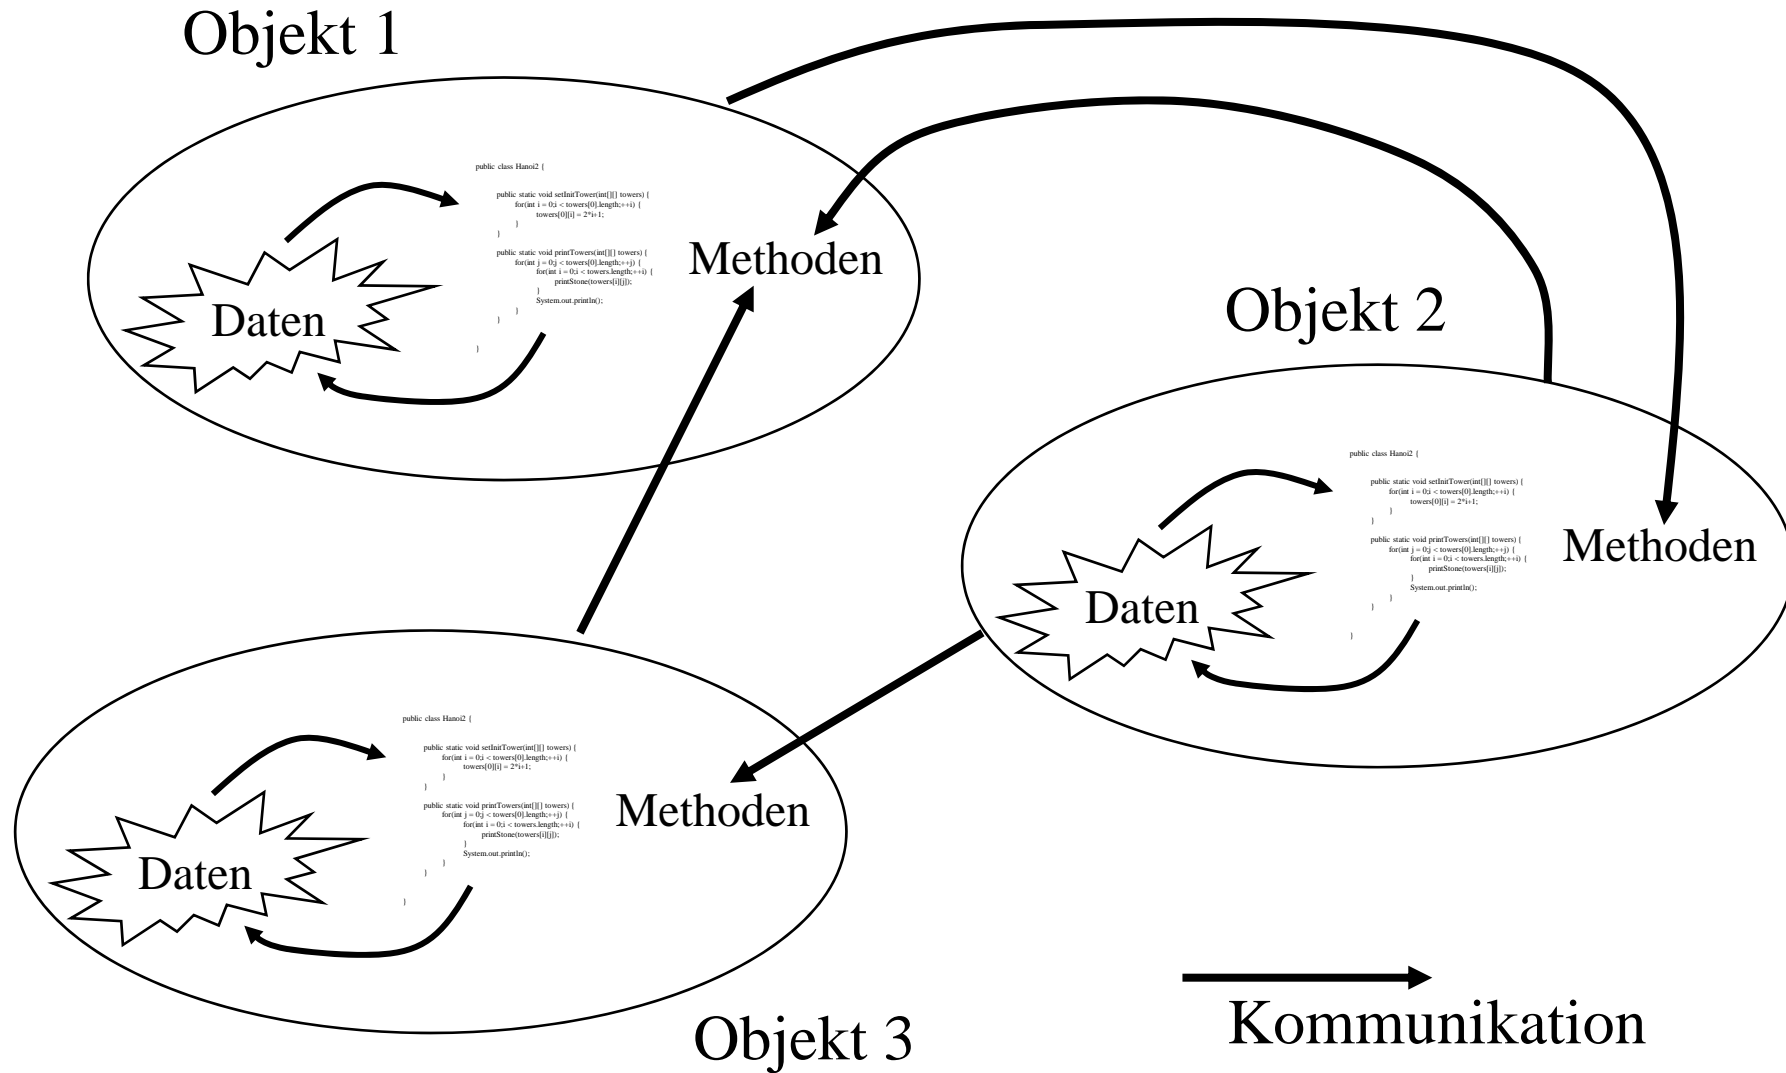 Objekt 1
public class Hanoi2 {
public static void setInitTower(int[][] towers) {
for(int i = 0;i < towers[0].length;++i) {
towers[0][i] = 2*i+1;
}
}
public static void printTowers(int[][] towers) {
for(int j = 0;j < towers[0].length;++j) {
for(int i = 0;i < towers.length;++i) {
printStone(towers[i][j]);
}
System.out.println();
}
}
}
Daten
Methoden
Objekt 2
public class Hanoi2 {
public static void setInitTower(int[][] towers) {
for(int i = 0;i < towers[0].length;++i) {
towers[0][i] = 2*i+1;
}
}
public static void printTowers(int[][] towers) {
for(int j = 0;j < towers[0].length;++j) {
for(int i = 0;i < towers.length;++i) {
printStone(towers[i][j]);
}
System.out.println();
}
}
}
Daten
Methoden
public class Hanoi2 {
public static void setInitTower(int[][] towers) {
for(int i = 0;i < towers[0].length;++i) {
towers[0][i] = 2*i+1;
}
}
public static void printTowers(int[][] towers) {
for(int j = 0;j < towers[0].length;++j) {
for(int i = 0;i < towers.length;++i) {
printStone(towers[i][j]);
}
System.out.println();
}
}
}
Daten
Methoden
Objekt 3
Kommunikation